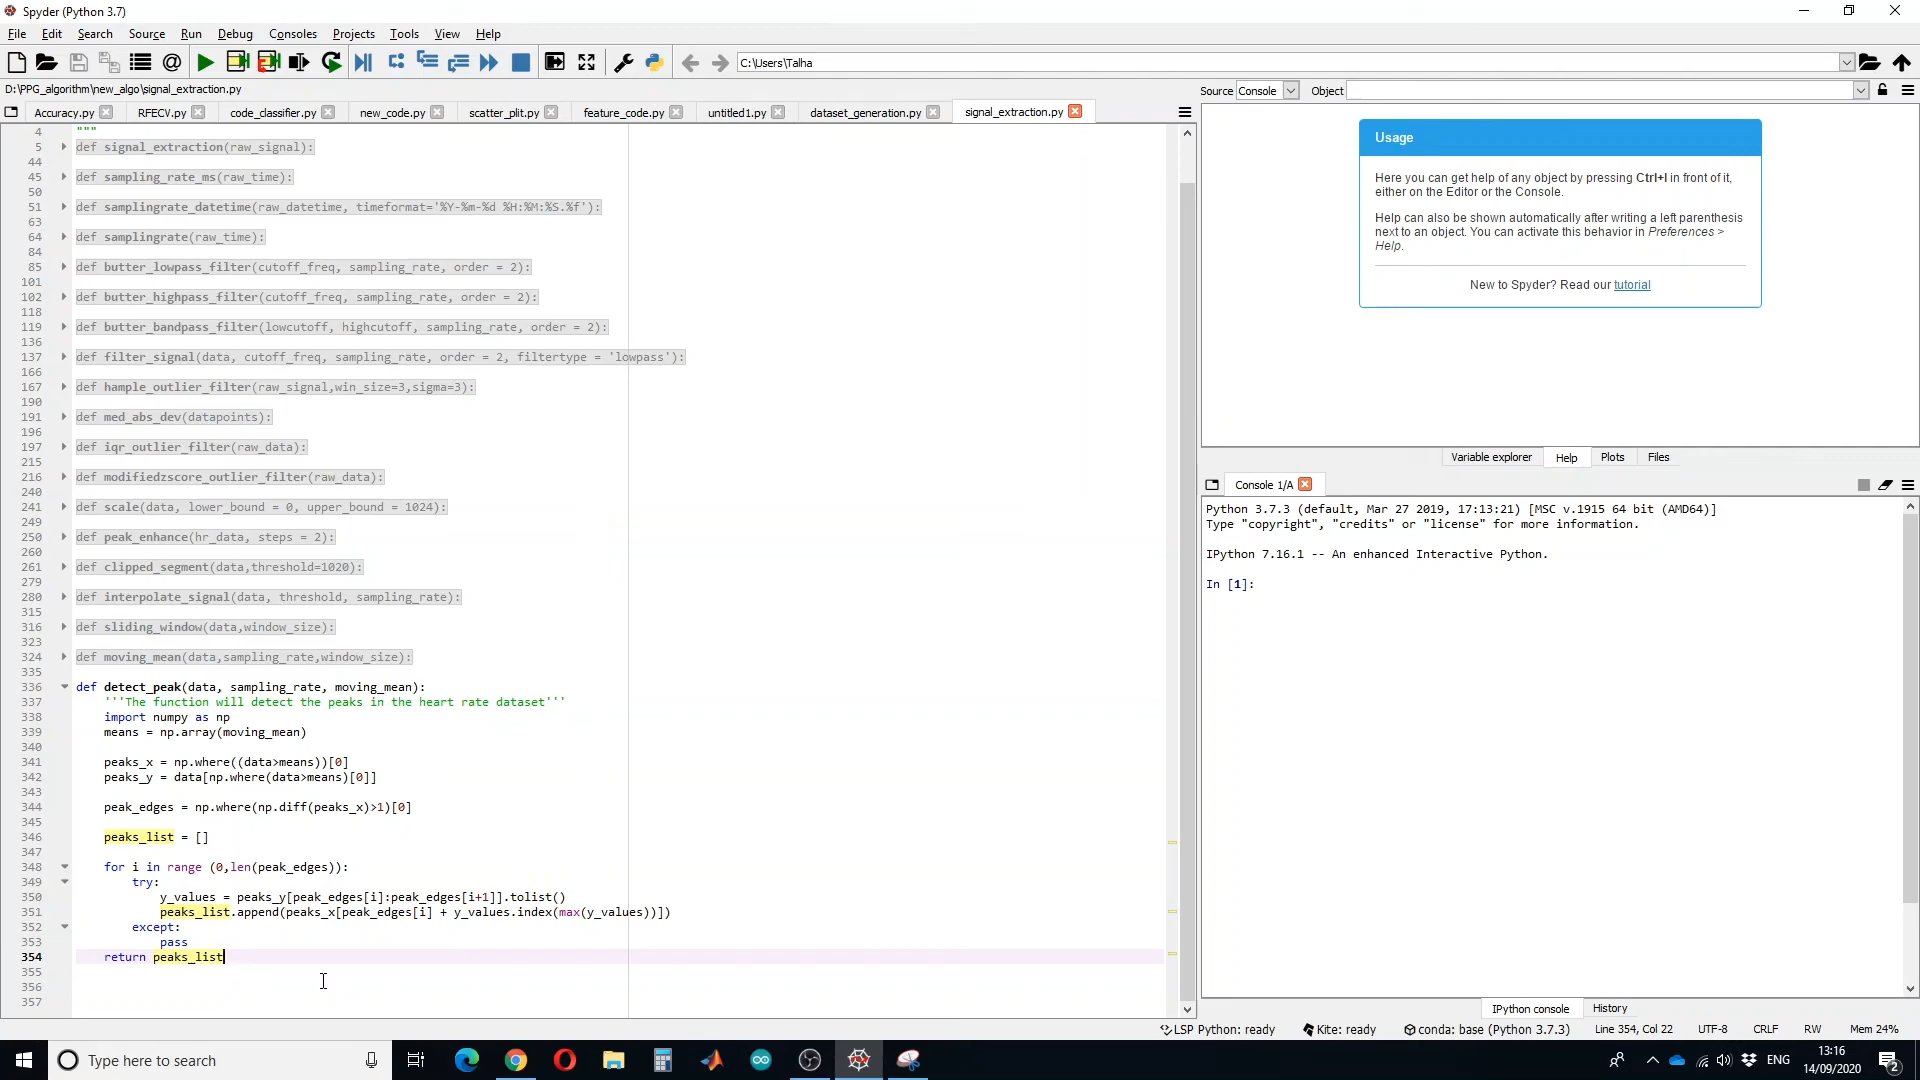 Spyder (Python 3.7)
File Edit Search Source Run Debug Consoles Projects Tools View Help
C:\Users\Talha
D:\PPG_algorithm\new_algo\signal_extraction.py
Accuracy.py RFECV.py code_classifier.py new_code.py scatter_plit.py feature_code.py untitled1.py dataset_generation.py signal_extraction.py
4 """
5 def signal_extraction(raw_signal):
44
45 def sampling_rate_ms(raw_time):
50
51 def samplingrate_datetime(raw_datetime, timeformat='%Y-%m-%d %H:%M:%S.%f'):
63
64 def samplingrate(raw_time):
84
85 def butter_lowpass_filter(cutoff_freq, sampling_rate, order = 2):
101
102 def butter_highpass_filter(cutoff_freq, sampling_rate, order = 2):
118
119 def butter_bandpass_filter(lowcutoff, highcutoff, sampling_rate, order = 2):
136
137 def filter_signal(data, cutoff_freq, sampling_rate, order = 2, filtertype = 'lowpass'):
166
167 def hample_outlier_filter(raw_signal,win_size=3,sigma=3):
190
191 def med_abs_dev(datapoints):
196
197 def iqr_outlier_filter(raw_data):
215
216 def modifiedzscore_outlier_filter(raw_data):
240
241 def scale(data, lower_bound = 0, upper_bound = 1024):
249
250 def peak_enhance(hr_data, steps = 2):
260
261 def clipped_segment(data,threshold=1020):
279
280 def interpolate_signal(data, threshold, sampling_rate):
315
316 def sliding_window(data,window_size):
323
324 def moving_mean(data,sampling_rate,window_size):
335
336 def detect_peak(data, sampling_rate, moving_mean):
337 '''The function will detect the peaks in the heart rate dataset'''
338 import numpy as np
339 means = np.array(moving_mean)
340
341 peaks_x = np.where((data>means))[0]
342 peaks_y = data[np.where(data>means)[0]]
343
344 peak_edges = np.where(np.diff(peaks_x)>1)[0]
345
346 peaks_list = []
347
348 for i in range (0,len(peak_edges)):
349 try:
350 y_values = peaks_y[peak_edges[i]:peak_edges[i+1]].tolist()
351 peaks_list.append(peaks_x[peak_edges[i] + y_values.index(max(y_values))])
352 except:
353 pass
354 return peaks_list
355
356
357
Source Console Object
Usage
Here you can get help of any object by pressing Ctrl+I in front of it,
either on the Editor or the Console.
Help can also be shown automatically after writing a left parenthesis
next to an object. You can activate this behavior in Preferences >
Help.
New to Spyder? Read our tutorial
Variable explorer Help Plots Files
Console 1/A
Python 3.7.3 (default, Mar 27 2019, 17:13:21) [MSC v.1915 64 bit (AMD64)]
Type "copyright", "credits" or "license" for more information.
IPython 7.16.1 -- An enhanced Interactive Python.
In [1]:
IPython console History
LSP Python: ready Kite: ready conda: base (Python 3.7.3) Line 354, Col 22 UTF-8 CRLF RW Mem 24%
Type here to search
ENG
13:16
14/09/2020
2